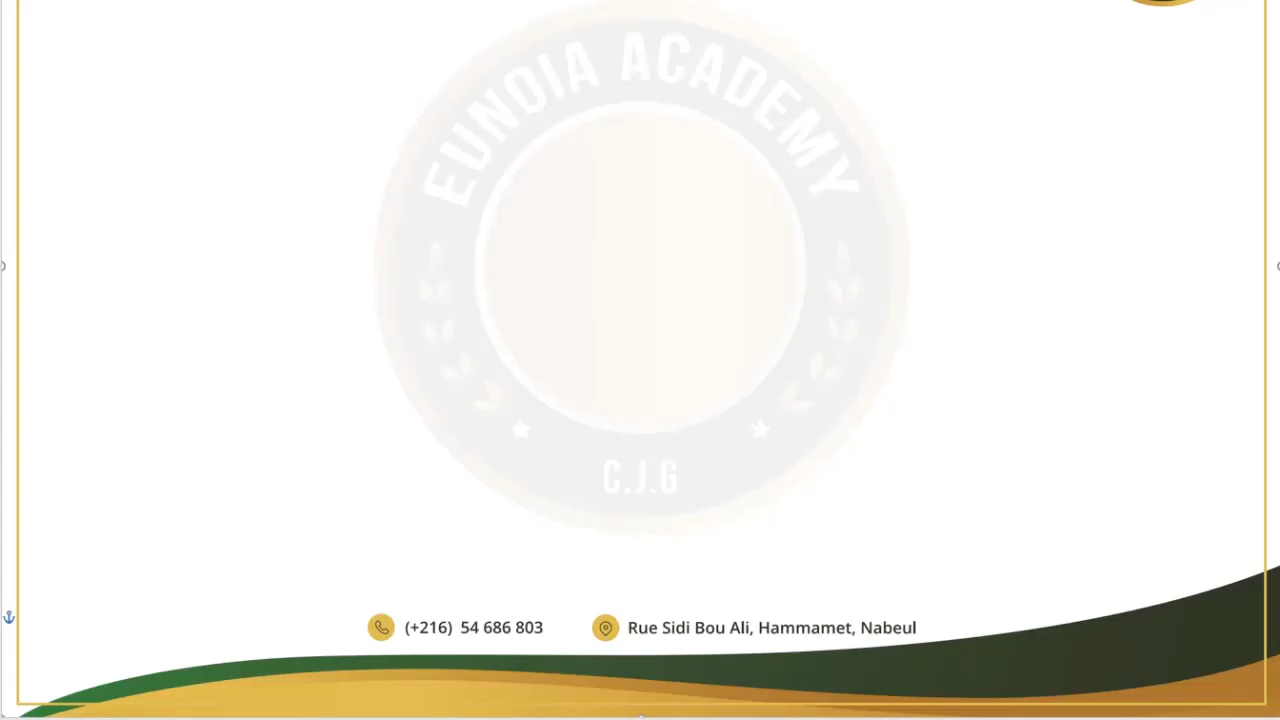 EUNOIA ACADEMY
C.J.G
(+216) 54 686 803
Rue Sidi Bou Ali, Hammamet, Nabeul